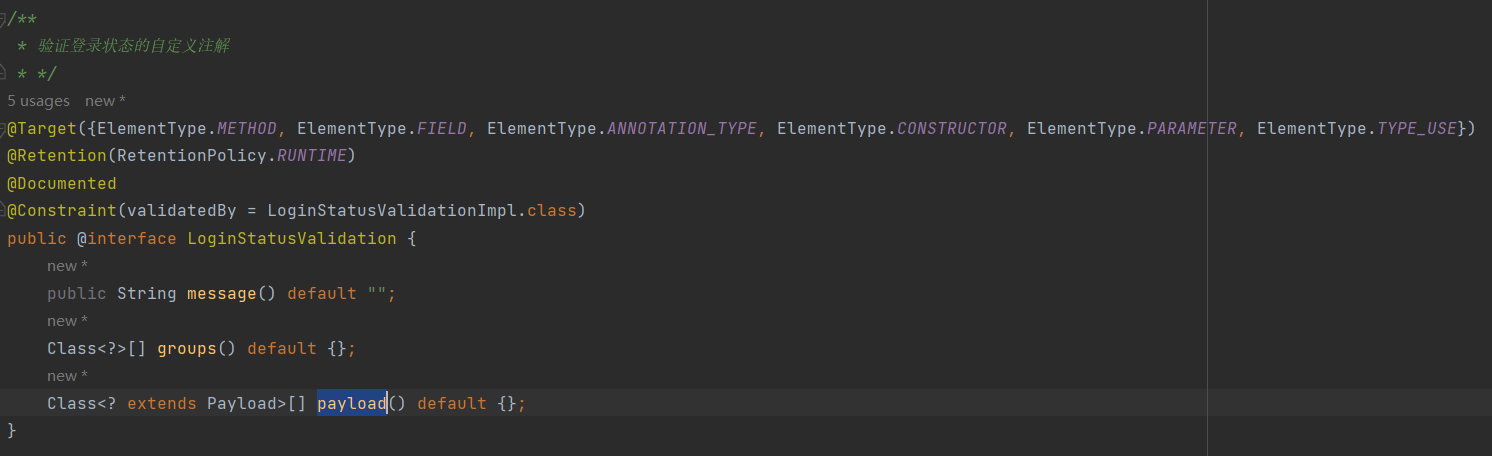 /**
 * 验证登录状态的自定义注解
 * */
5 usages   new *
@Target({ElementType.METHOD, ElementType.FIELD, ElementType.ANNOTATION_TYPE, ElementType.CONSTRUCTOR, ElementType.PARAMETER, ElementType.TYPE_USE})
@Retention(RetentionPolicy.RUNTIME)
@Documented
@Constraint(validatedBy = LoginStatusValidationImpl.class)
public @interface LoginStatusValidation {
    new *
    public String message() default "";
    new *
    Class<?>[] groups() default {};
    new *
    Class<? extends Payload>[] payload() default {};
}